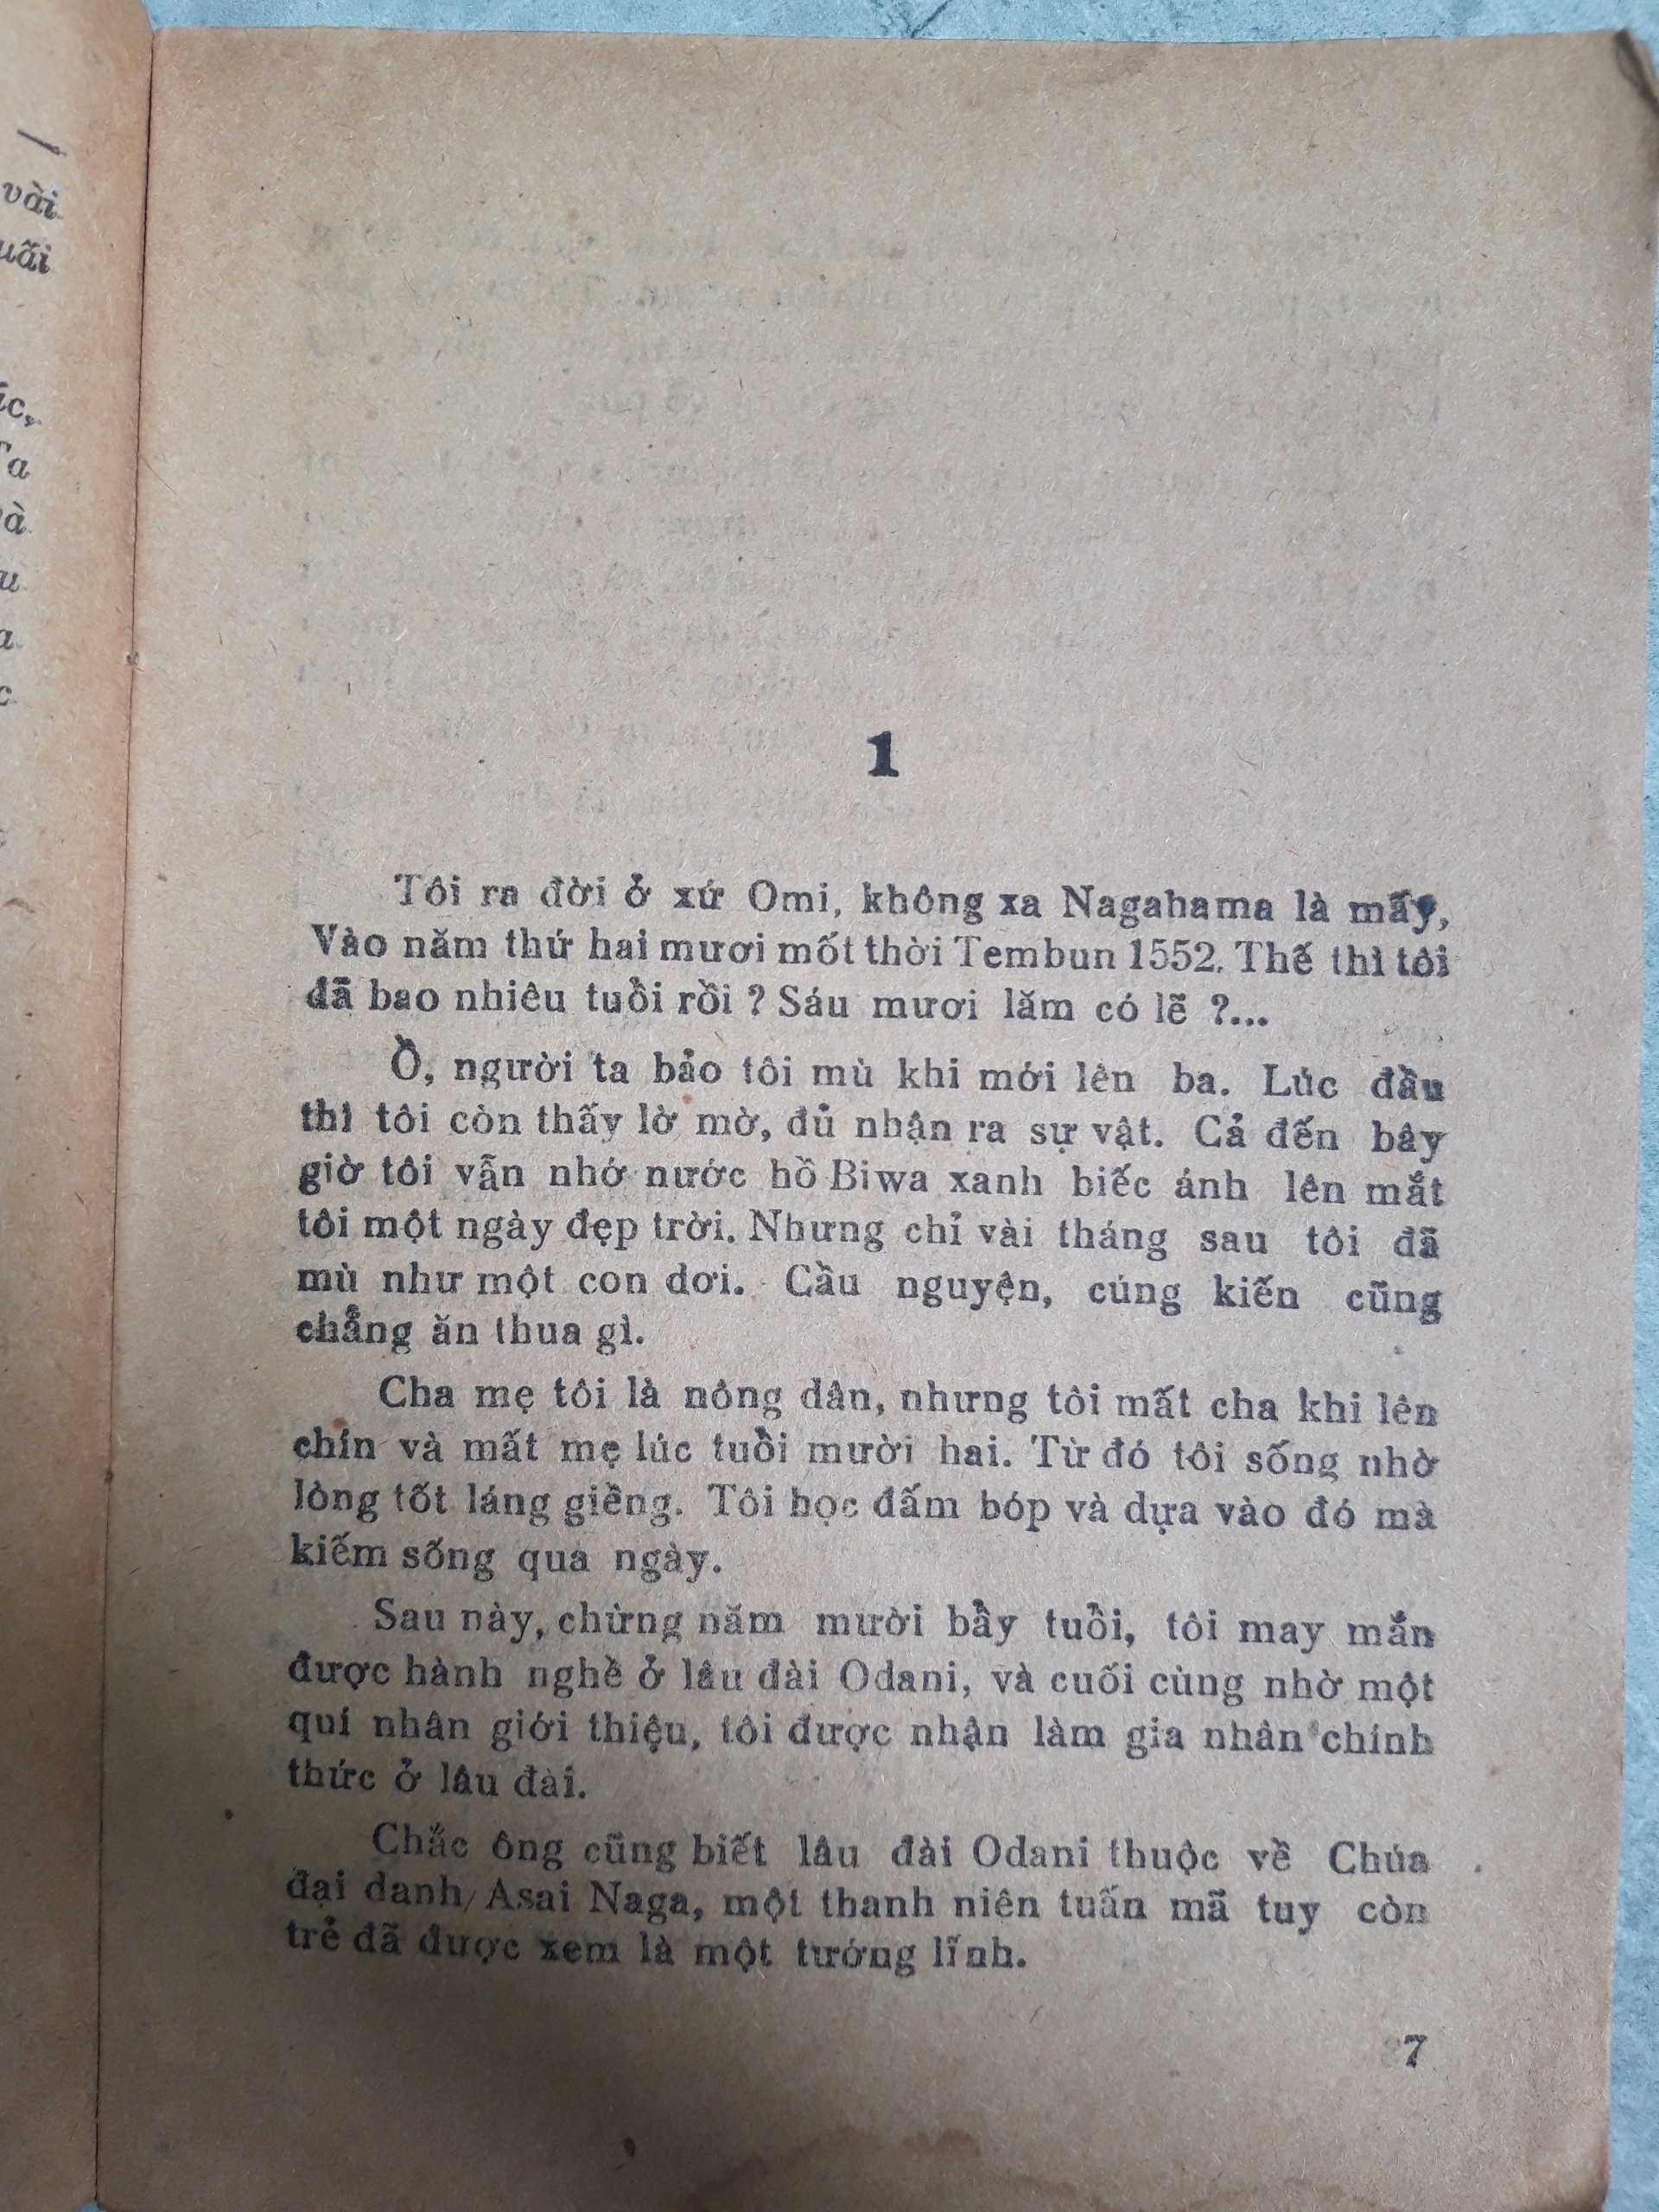 vài
uãi
ưc,
Ta
và
u
a
c
1
Tôi ra đời ở xứ Omi, không xa Nagahama là mấy,
Vào năm thứ hai mươi mốt thời Tembun 1552. Thế thì tôi
đã bao nhiêu tuổi rồi ? Sáu mươi lăm có lẽ ?...
Ồ, người ta bảo tôi mù khi mới lên ba. Lúc đầu
thì tôi còn thấy lờ mờ, đủ nhận ra sự vật. Cả đến bây
giờ tôi vẫn nhớ nước hồ Biwa xanh biếc ánh lên mắt
tôi một ngày đẹp trời. Nhưng chỉ vài tháng sau tôi đã
mù như một con dơi. Cầu nguyện, cúng kiến cũng
chẳng ăn thua gì.
Cha mẹ tôi là nông dân, nhưng tôi mất cha khi lên
chín và mất mẹ lúc tuổi mười hai. Từ đó tôi sống nhờ
lòng tốt láng giềng. Tôi học đấm bóp và dựa vào đó mà
kiếm sống qua ngày.
Sau này, chừng năm mười bẩy tuổi, tôi may mắn
được hành nghề ở lâu đài Odani, và cuối cùng nhờ một
quí nhân giới thiệu, tôi được nhận làm gia nhân chính
thức ở lâu đài.
Chắc ông cũng biết lâu đài Odani thuộc về Chúa
đại danh Asai Naga, một thanh niên tuấn mã tuy còn
trẻ đã được xem là một tướng lĩnh.
7